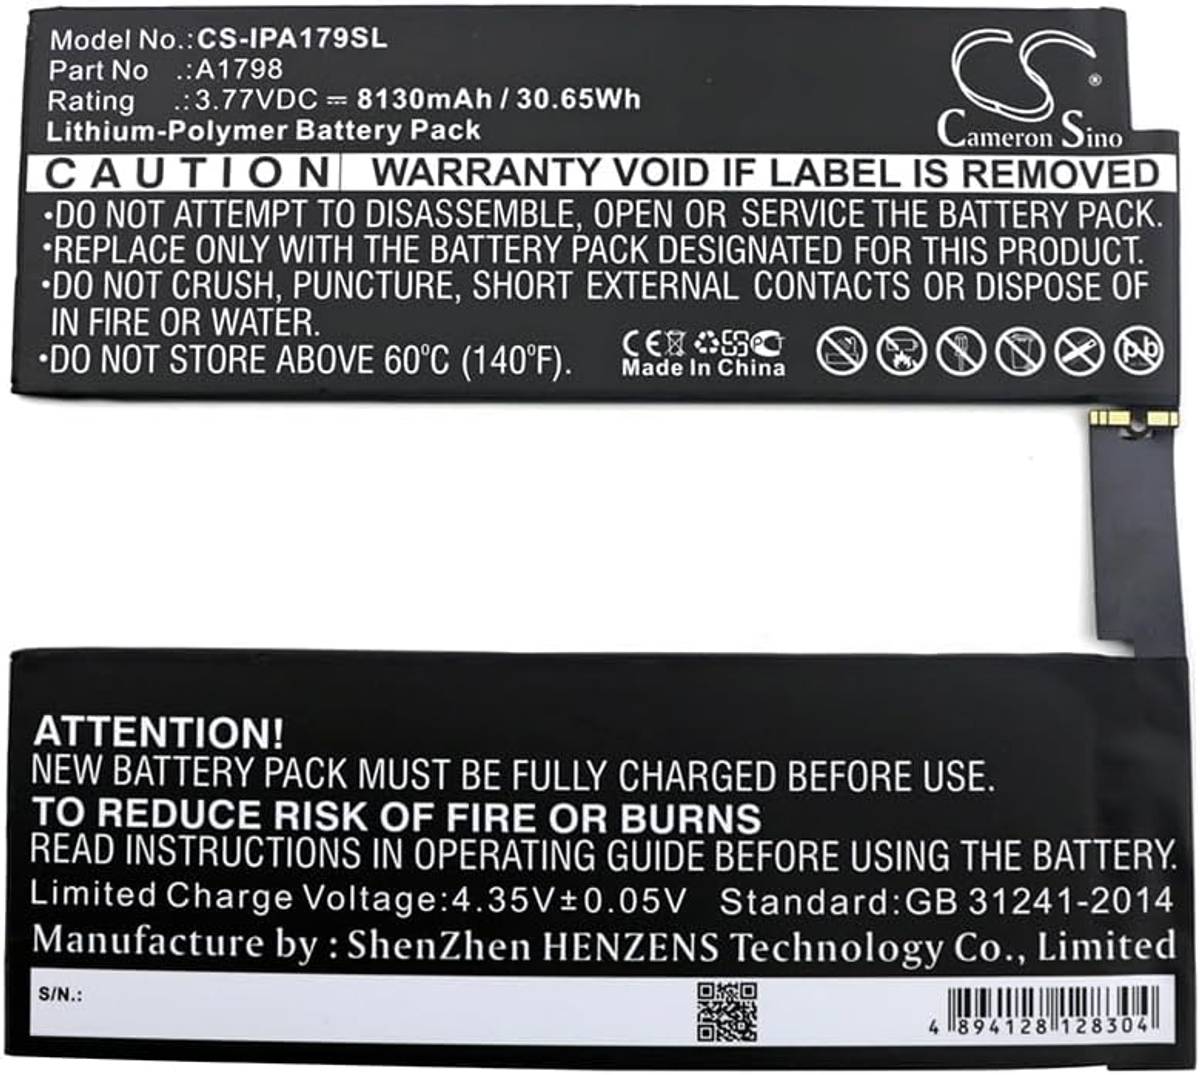 Model No.:CS-IPA179SL
Part No .:A1798
Rating .:3.77VDC ⎓ 8130mAh / 30.65Wh
Lithium-Polymer Battery Pack
CS®
Cameron Sino
CAUTION WARRANTY VOID IF LABEL IS REMOVED
•DO NOT ATTEMPT TO DISASSEMBLE, OPEN OR SERVICE THE BATTERY PACK.
•REPLACE ONLY WITH THE BATTERY PACK DESIGNATED FOR THIS PRODUCT.
•DO NOT CRUSH, PUNCTURE, SHORT EXTERNAL CONTACTS OR DISPOSE OF
IN FIRE OR WATER.
•DO NOT STORE ABOVE 60°C (140°F).
CE
Made In China
Pb
ATTENTION!
NEW BATTERY PACK MUST BE FULLY CHARGED BEFORE USE.
TO REDUCE RISK OF FIRE OR BURNS
READ INSTRUCTIONS IN OPERATING GUIDE BEFORE USING THE BATTERY.
Limited Charge Voltage:4.35V±0.05V Standard:GB 31241-2014
Manufacture by : ShenZhen HENZENS Technology Co., Limited
S/N.:
4 894128 128304